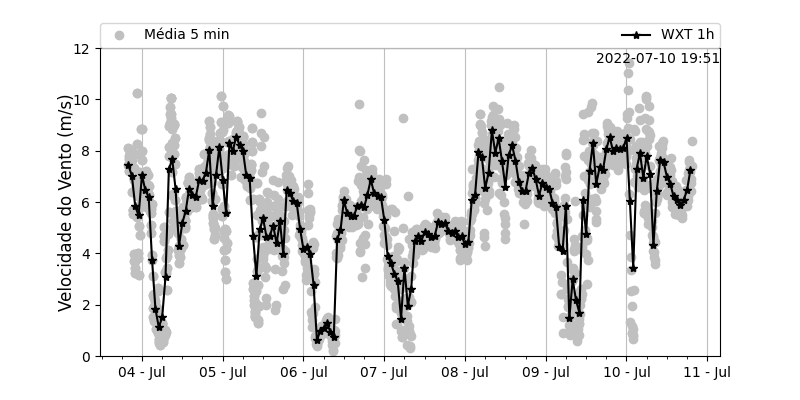 Média 5 min
WXT 1h
2022-07-10 19:51
Velocidade do Vento (m/s)
12
10
8
6
4
2
0
04 - Jul 05 - Jul 06 - Jul 07 - Jul 08 - Jul 09 - Jul 10 - Jul 11 - Jul